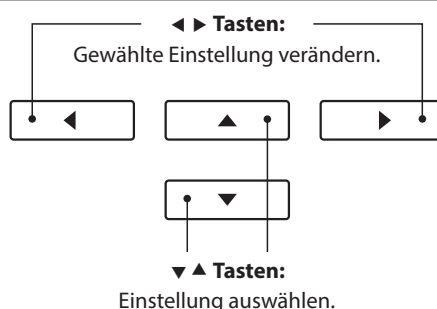 ◀ ▶ Tasten:
Gewählte Einstellung verändern.
▼ ▲ Tasten:
Einstellung auswählen.